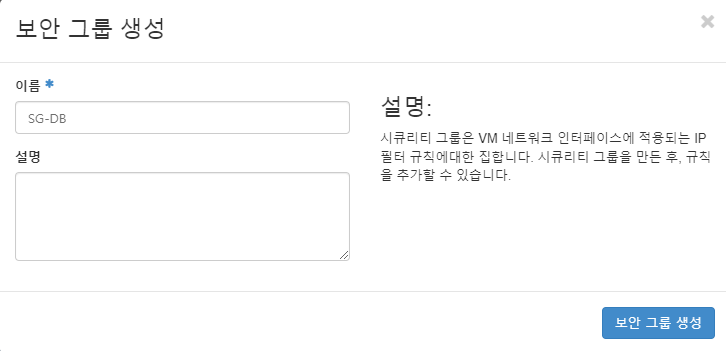 보안 그룹 생성
×
이름 *
SG-DB
설명
설명:
시큐리티 그룹은 VM 네트워크 인터페이스에 적용되는 IP
필터 규칙에대한 집합니다. 시큐리티 그룹을 만든 후, 규칙
을 추가할 수 있습니다.
보안 그룹 생성